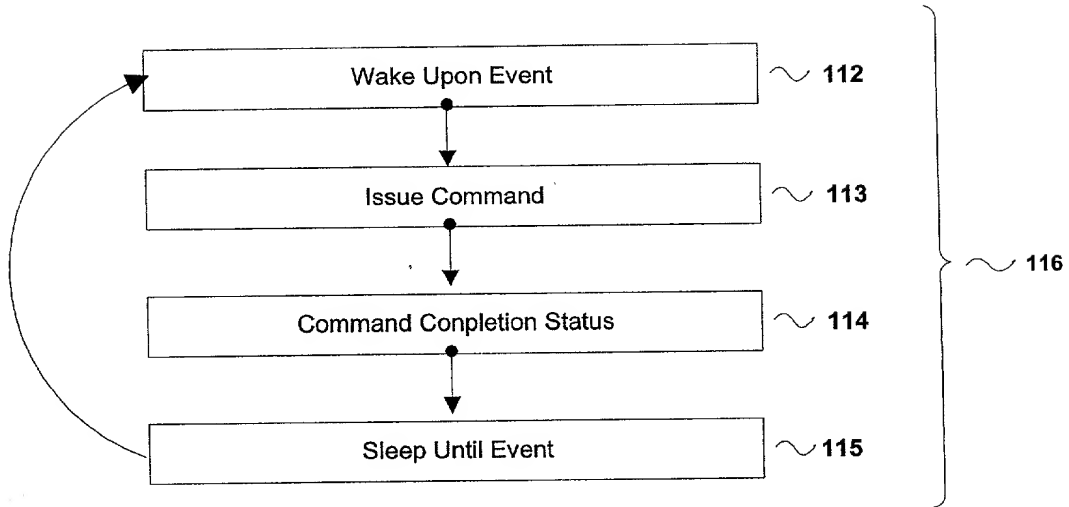 Wake Upon Event 112
Issue Command 113
116
Command Conpletion Status 114
Sleep Until Event 115